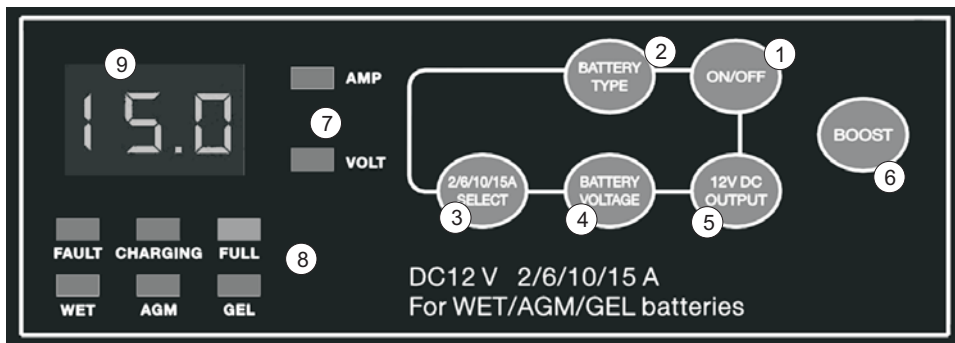 9
15.0
AMP
7
VOLT
2
BATTERY
TYPE
1
ON/OFF
BOOST
6
2/6/10/15A
SELECT
3
BATTERY
VOLTAGE
4
12V DC
OUTPUT
5
FAULT CHARGING FULL
8
WET AGM GEL
DC12 V 2/6/10/15 A
For WET/AGM/GEL batteries